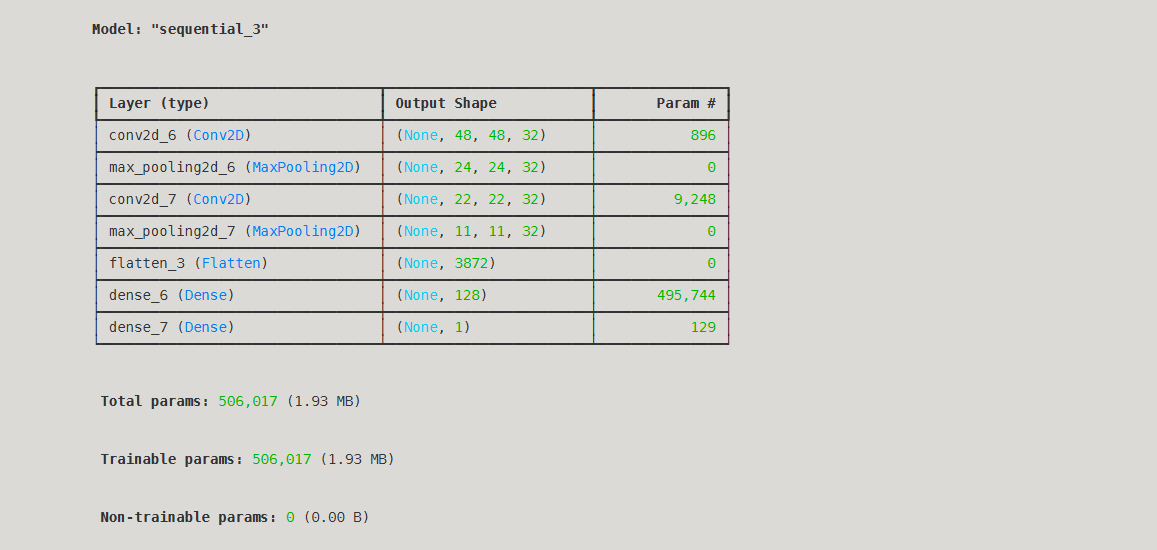 Model: "sequential_3"
Layer (type) Output Shape Param #
conv2d_6 (Conv2D) (None, 48, 48, 32) 896
max_pooling2d_6 (MaxPooling2D) (None, 24, 24, 32) 0
conv2d_7 (Conv2D) (None, 22, 22, 32) 9,248
max_pooling2d_7 (MaxPooling2D) (None, 11, 11, 32) 0
flatten_3 (Flatten) (None, 3872) 0
dense_6 (Dense) (None, 128) 495,744
dense_7 (Dense) (None, 1) 129
Total params: 506,017 (1.93 MB)
Trainable params: 506,017 (1.93 MB)
Non-trainable params: 0 (0.00 B)